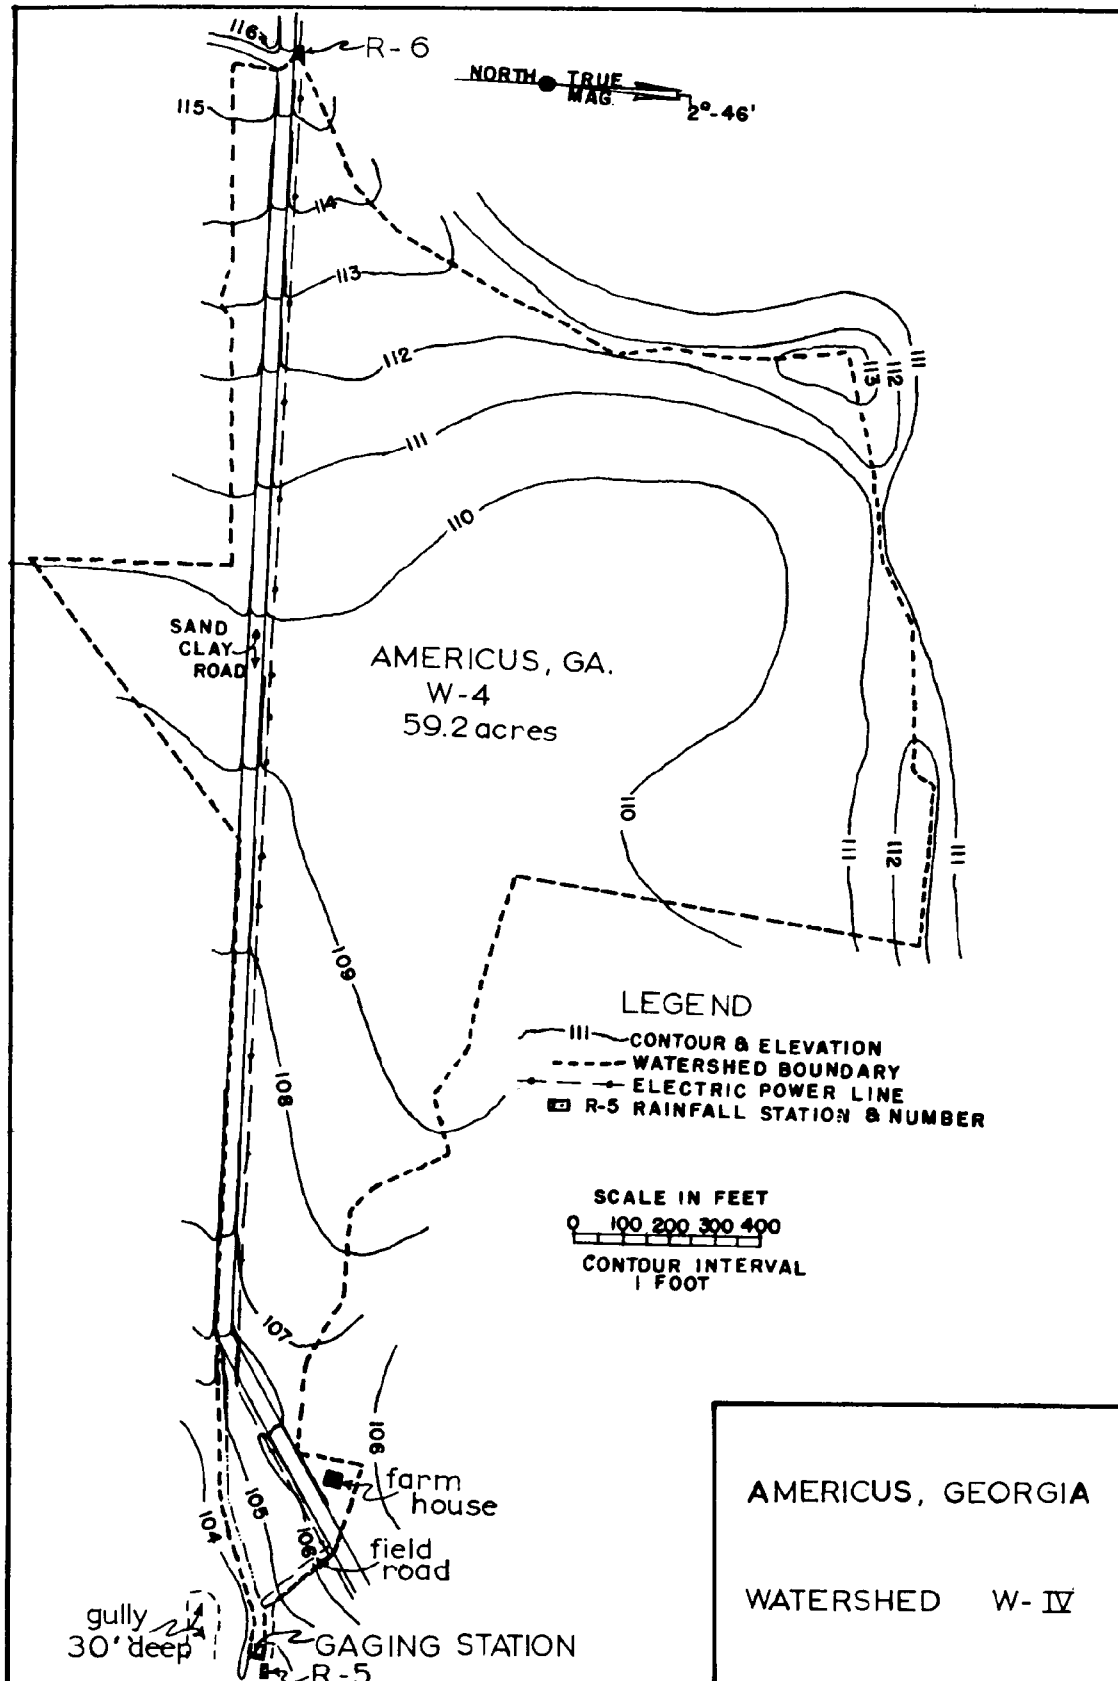 116
R-6
NORTH TRUE
MAG.
2°-46'
115
114
113
112
111
113
112
111
110
SAND
CLAY
ROAD
AMERICUS, GA.
W-4
59.2 acres
110
111
112
111
109
LEGEND
111 CONTOUR & ELEVATION
WATERSHED BOUNDARY
ELECTRIC POWER LINE
R-5 RAINFALL STATION & NUMBER
108
SCALE IN FEET
0 100 200 300 400
CONTOUR INTERVAL
1 FOOT
107
106
farm
house
105
104
106
field
road
gully
30' deep
GAGING STATION
R-5
AMERICUS, GEORGIA
WATERSHED W-IV